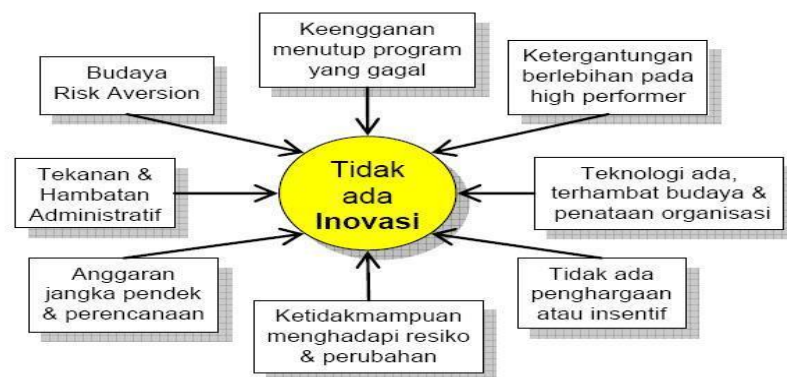 Keengganan
menutup program
yang gagal
Budaya
Risk Aversion
Ketergantungan
berlebihan pada
high performer
Tekanan &
Hambatan
Administratif
Tidak
ada
Inovasi
Teknologi ada,
terhambat budaya &
penataan organisasi
Anggaran
jangka pendek
& perencanaan
Ketidakmampuan
menghadapi resiko
& perubahan
Tidak ada
penghargaan
atau insentif